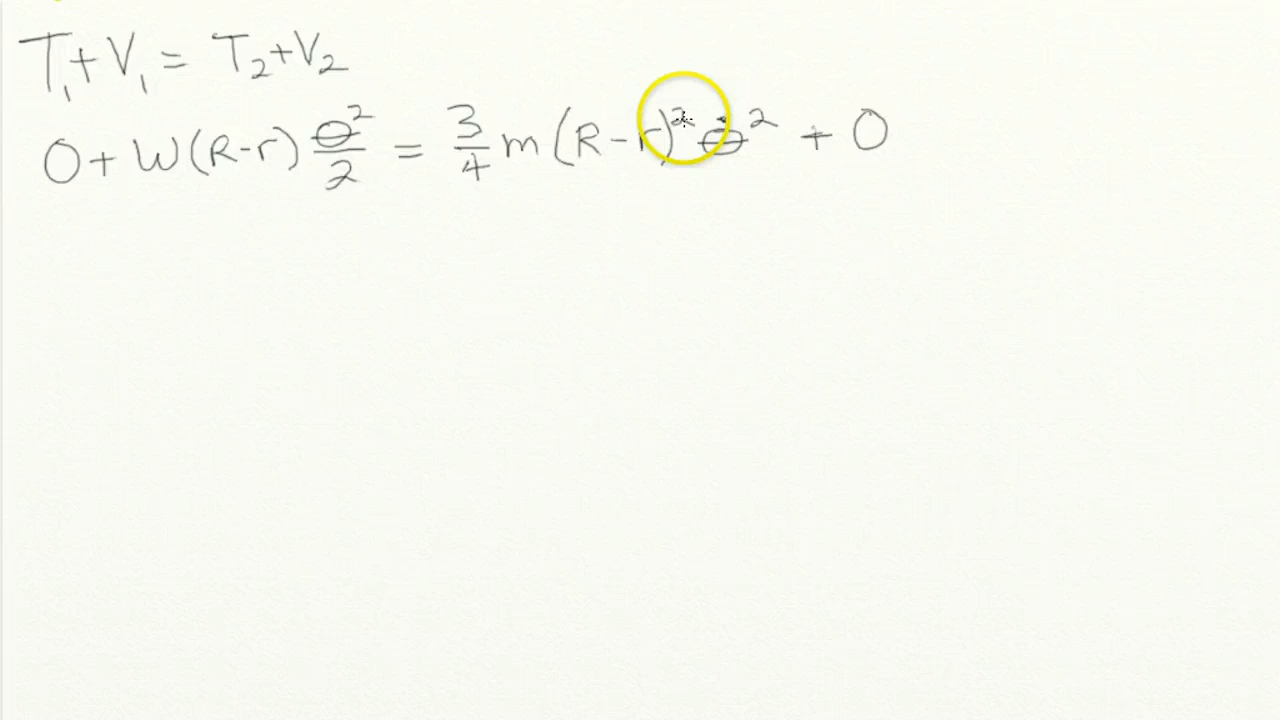 T₁+V₁ = T₂+V₂
0+W(R-r) θ²/2 = 3/4 m(R-r)² θ̇² + 0